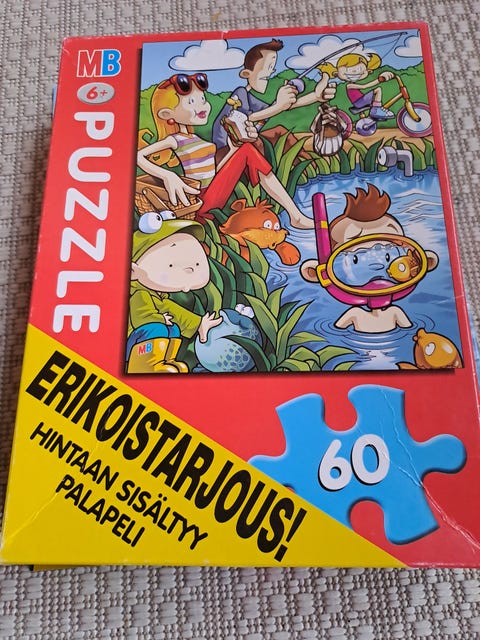 MB
6+
PUZZLE
MB
ERIKOISTARJOUS!
HINTAAN SISÄLTYY
PALAPELI
60